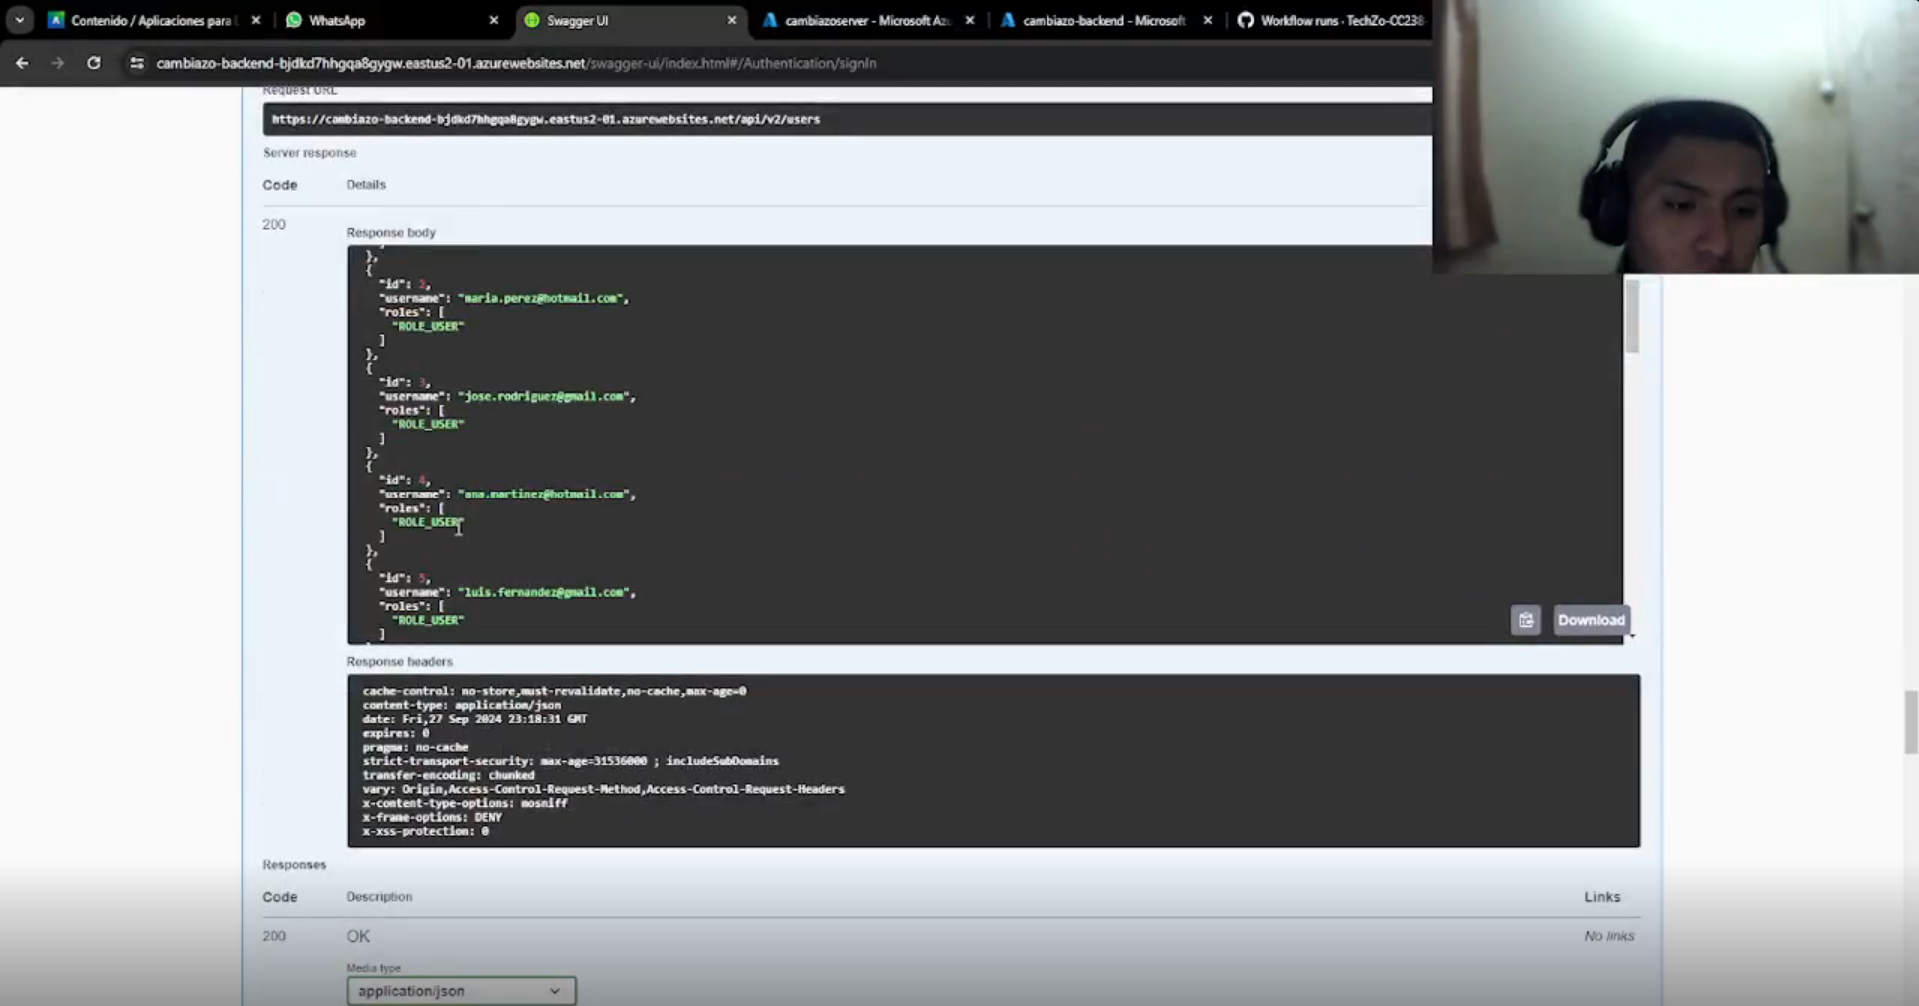 Contenido / Aplicaciones para
WhatsApp
Swagger UI
cambiazoserver - Microsoft Az
cambiazo-backend - Microsoft
Workflow runs · TechZo-CC238
cambiazo-backend-bjdkd7hhgqa8gygw.eastus2-01.azurewebsites.net/swagger-ui/index.html#/Authentication/signIn
Request URL
https://cambiazo-backend-bjdkd7hhgqa8gygw.eastus2-01.azurewebsites.net/api/v2/users
Server response
Code Details
200
Response body
},
{
"id": 2,
"username": "maria.perez@hotmail.com",
"roles": [
"ROLE_USER"
]
},
{
"id": 3,
"username": "jose.rodriguez@gmail.com",
"roles": [
"ROLE_USER"
]
},
{
"id": 4,
"username": "ana.martinez@hotmail.com",
"roles": [
"ROLE_USER"
]
},
{
"id": 5,
"username": "luis.fernandez@gmail.com",
"roles": [
"ROLE_USER"
]
Download
Response headers
cache-control: no-store,must-revalidate,no-cache,max-age=0
content-type: application/json
date: Fri,27 Sep 2024 23:18:31 GMT
expires: 0
pragma: no-cache
strict-transport-security: max-age=31536000 ; includeSubDomains
transfer-encoding: chunked
vary: Origin,Access-Control-Request-Method,Access-Control-Request-Headers
x-content-type-options: nosniff
x-frame-options: DENY
x-xss-protection: 0
Responses
Code Description Links
200 OK No links
Media type
application/json